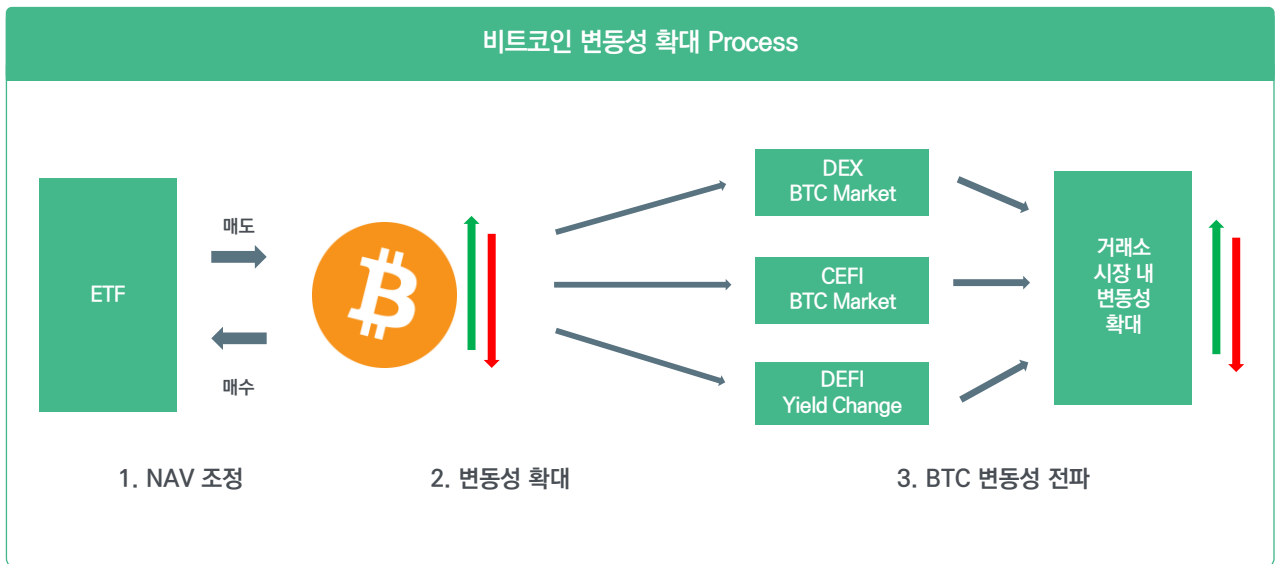 비트코인 변동성 확대 Process
ETF
매도
매수
DEX
BTC Market
CEFI
BTC Market
DEFI
Yield Change
거래소
시장 내
변동성
확대
1. NAV 조정
2. 변동성 확대
3. BTC 변동성 전파